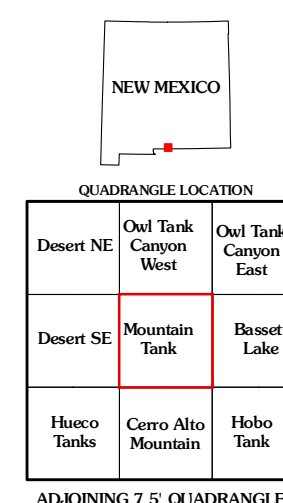 NEW MEXICO
QUADRANGLE LOCATION
Desert NE
Owl Tank
Canyon
West
Owl Tank
Canyon
East
Desert SE
Mountain
Tank
Bassett
Lake
Hueco
Tanks
Cerro Alto
Mountain
Hobo
Tank
ADJOINING 7.5' QUADRANGLE